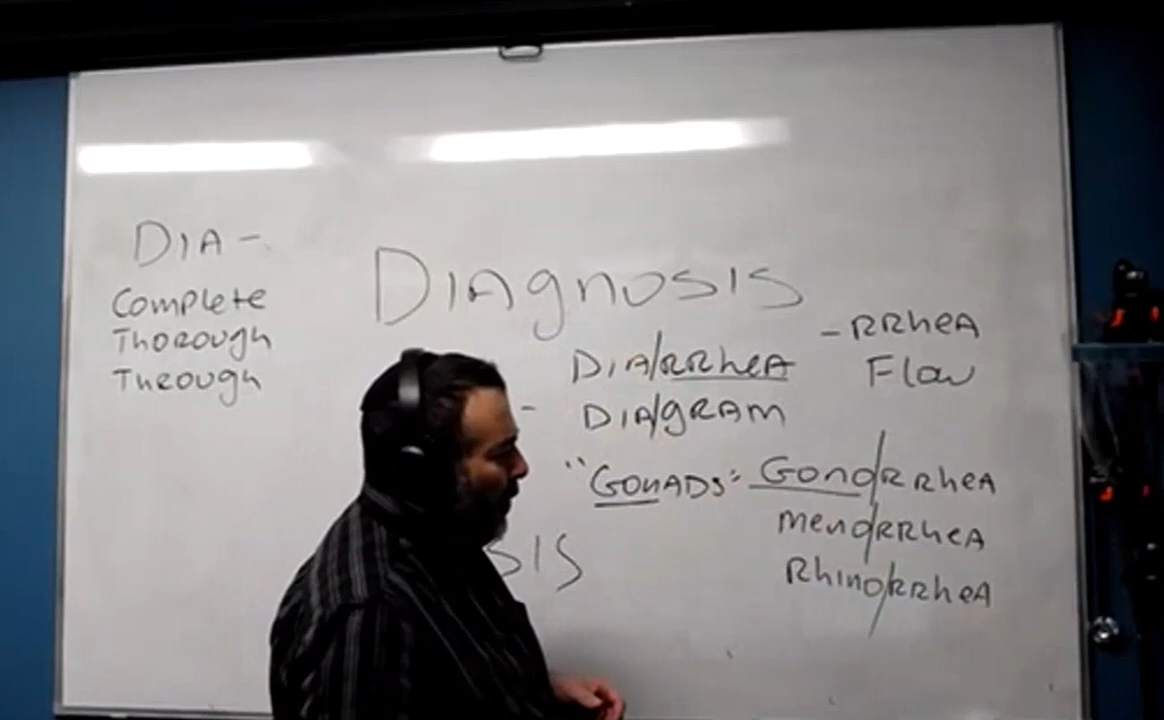 DIA-
Complete
Thorough
Through
Diagnosis
-RRheA
Flow
DIA/RRheA
- DIA/gRAM
"GonADs" Gono/RRheA
meno/RRheA
Rhino/RRheA
SIS